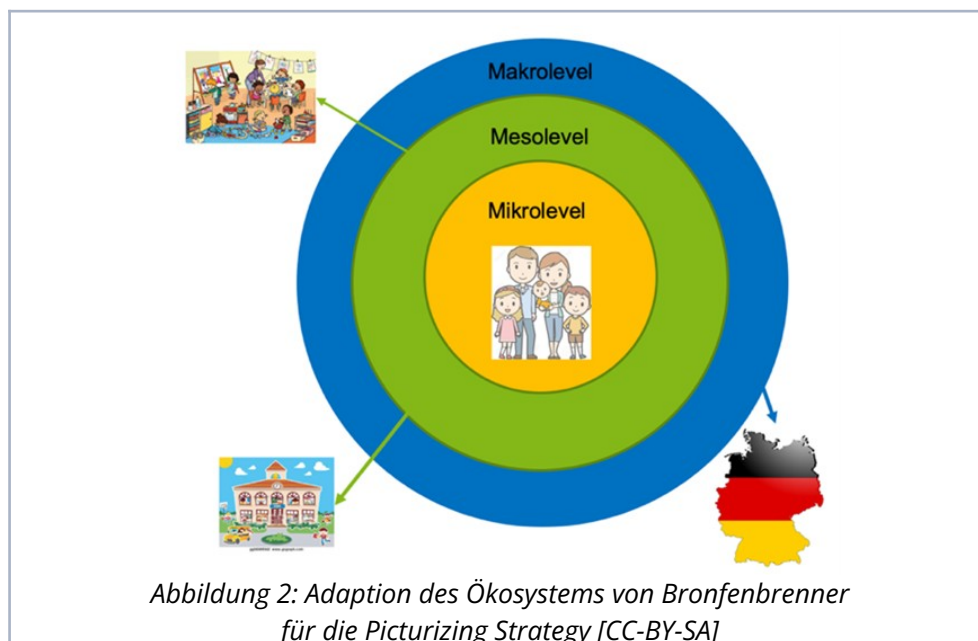 Makrolevel
Mesolevel
Mikrolevel
Abbildung 2: Adaption des Ökosystems von Bronfenbrenner
für die Picturizing Strategy [CC-BY-SA]